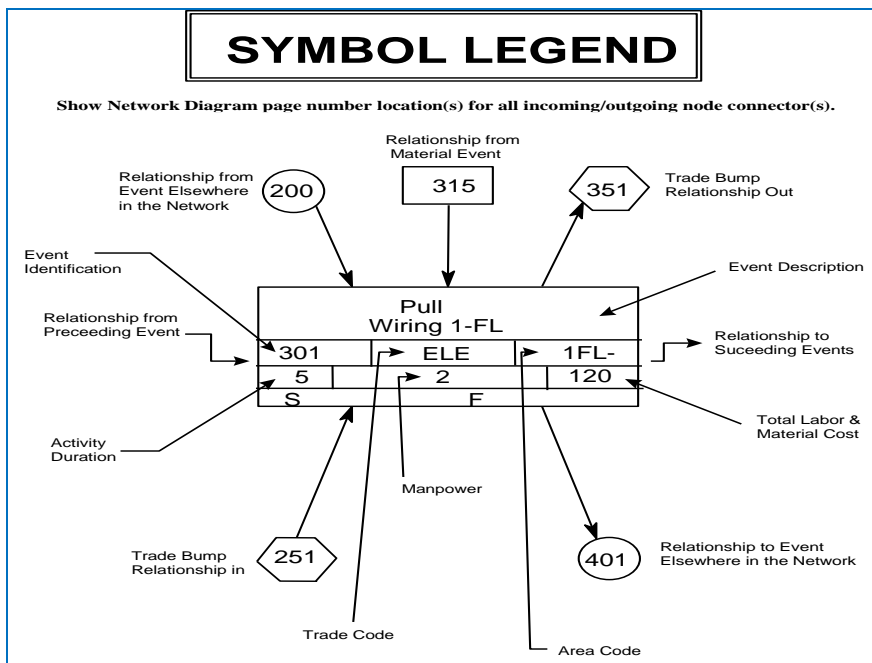 SYMBOL LEGEND
Show Network Diagram page number location(s) for all incoming/outgoing node connector(s).
Relationship from
Material Event
Relationship from
Event Elsewhere
in the Network
200
315
351
Trade Bump
Relationship Out
Event
Identification
Event Description
Pull
Wiring 1-FL
Relationship from
Preceeding Event
Relationship to
Suceeding Events
301
ELE
1FL-
5
2
120
S
F
Activity
Duration
Total Labor &
Material Cost
Manpower
Trade Bump
Relationship in
251
401
Relationship to Event
Elsewhere in the Network
Trade Code
Area Code